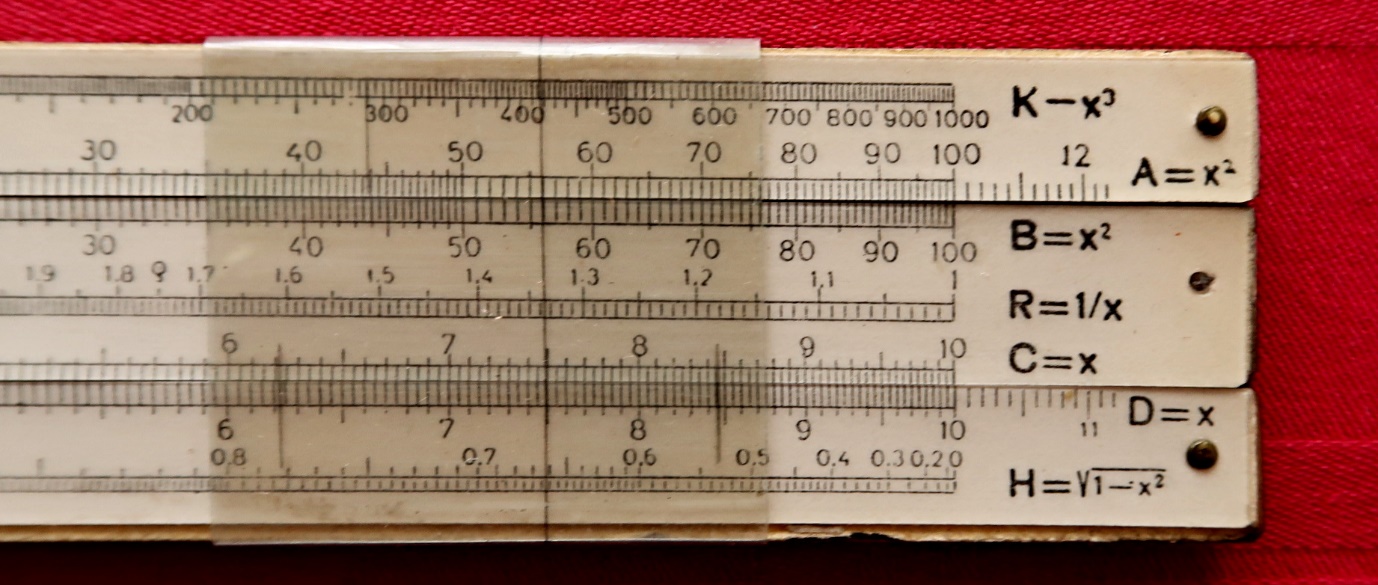 200 300 400 500 600 700 800 900 1000 K-x³
30 40 50 60 70 80 90 100 12 A=x²
30 40 50 60 70 80 90 100 B=x²
1.9 1.8 ♀ 1.7 1.6 1.5 1.4 1.3 1.2 1.1 1 R=1/x
6 7 8 9 10 C=x
6 7 8 9 10 11 D=x
0.8 0.7 0.6 0.5 0.4 0.3 0.2 0 H=√1-x²